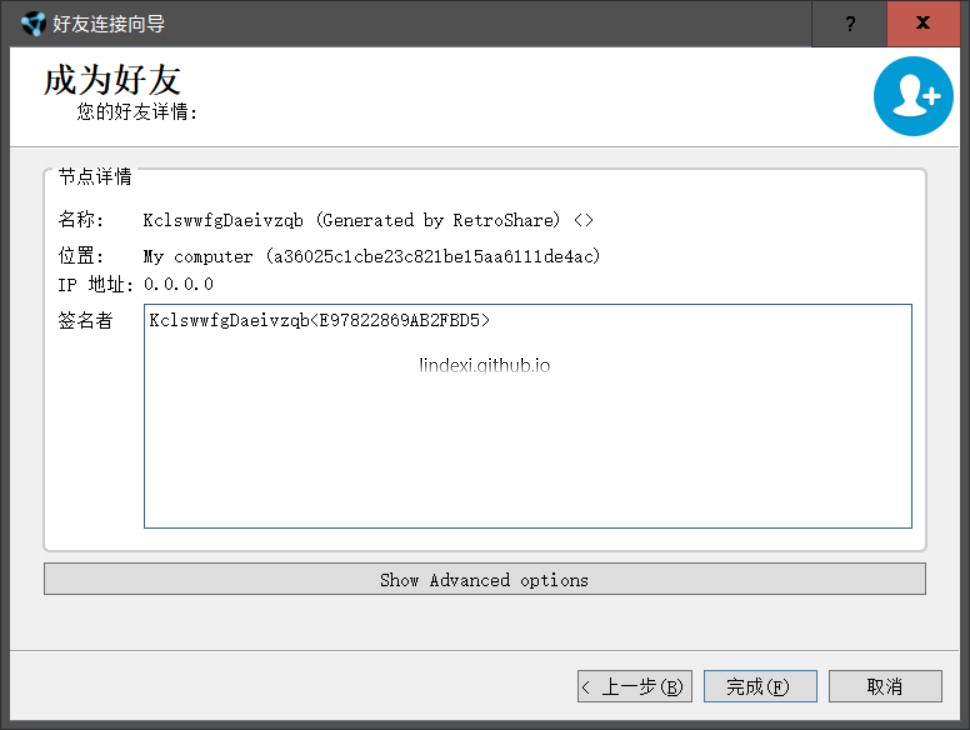 好友连接向导
?
x
成为好友
您的好友详情:
节点详情
名称: KclswwfgDaeivzqb (Generated by RetroShare) <>
位置: My computer (a36025c1cbe23c821be15aa6111de4ac)
IP 地址: 0.0.0.0
签名者 KclswwfgDaeivzqb<E97822869AB2FBD5>
lindexi.github.io
Show Advanced options
< 上一步(B) 完成(F) 取消